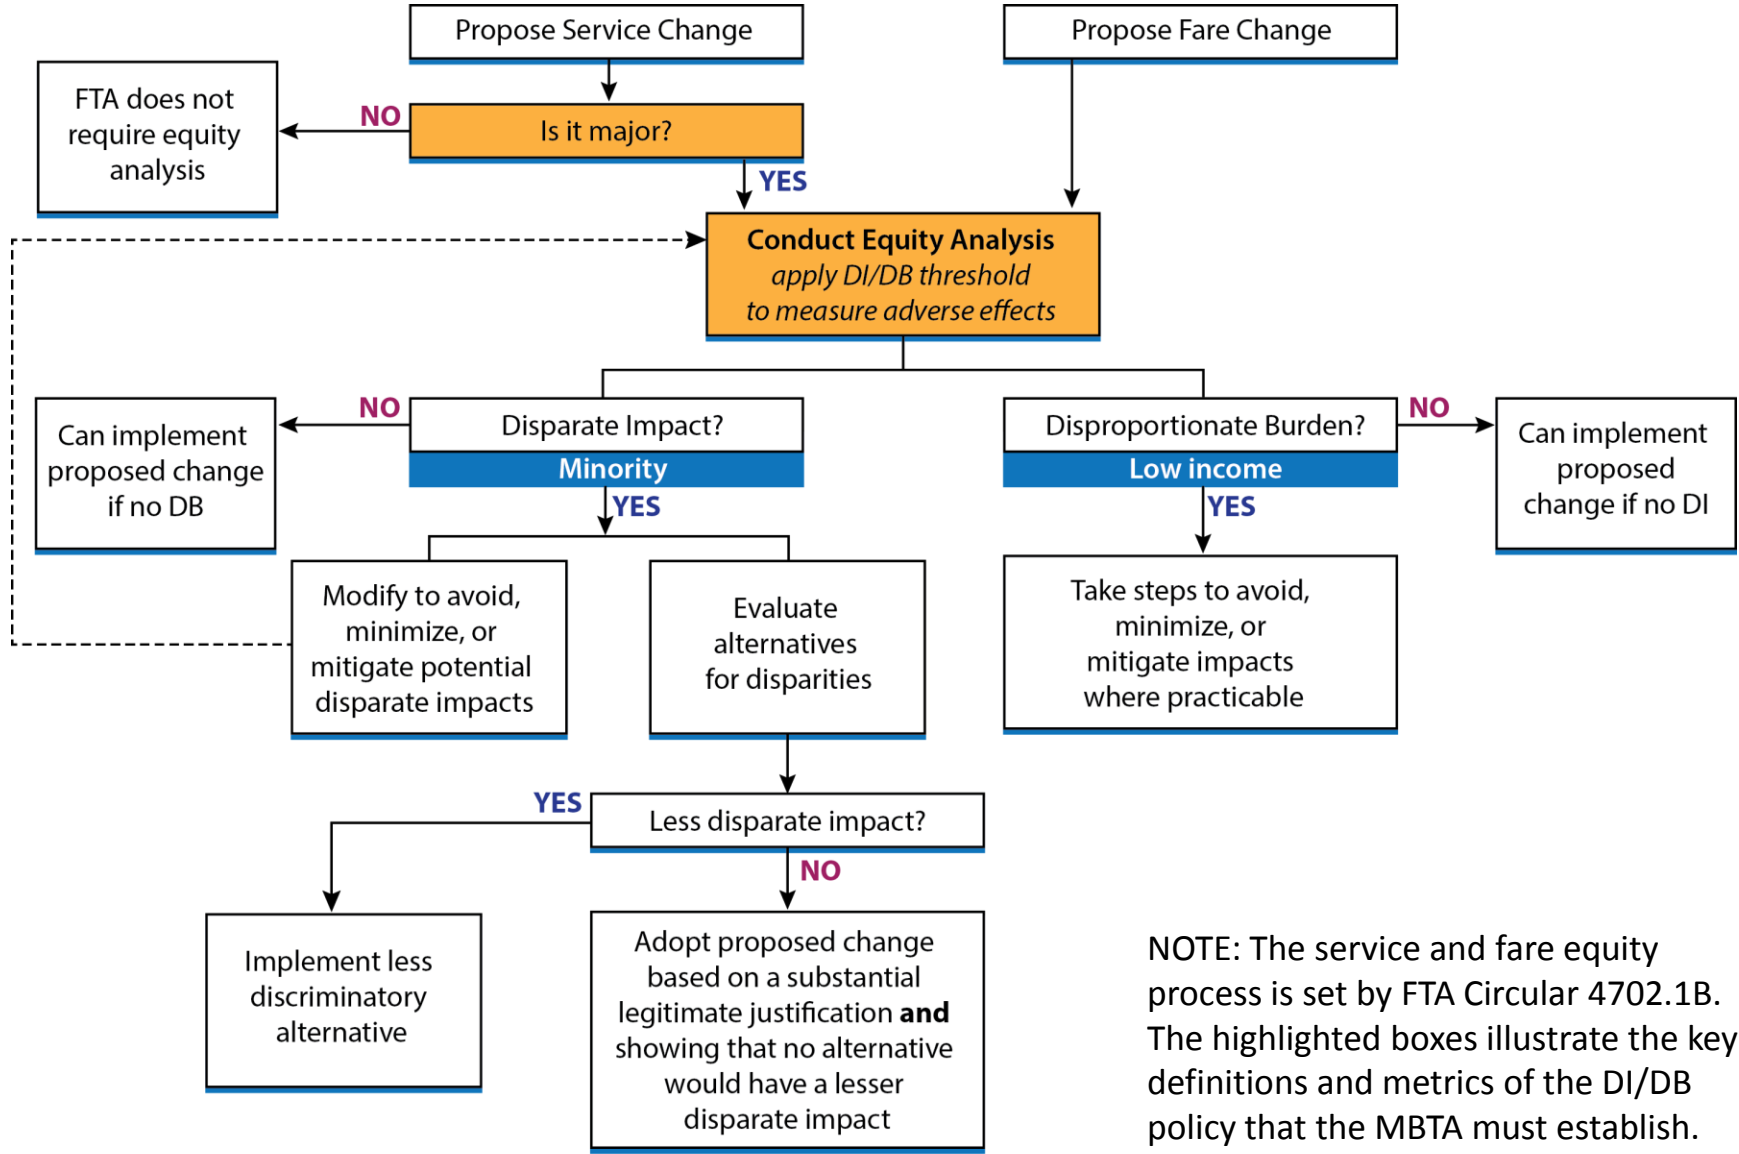 Propose Service Change
Propose Fare Change
FTA does not
require equity
analysis
NO
Is it major?
YES
Conduct Equity Analysis
apply DI/DB threshold
to measure adverse effects
Can implement
proposed change
if no DB
NO
Disparate Impact?
Minority
YES
Disproportionate Burden?
Low income
YES
NO
Can implement
proposed
change if no DI
Modify to avoid,
minimize, or
mitigate potential
disparate impacts
Evaluate
alternatives
for disparities
Take steps to avoid,
minimize, or
mitigate impacts
where practicable
YES
Less disparate impact?
NO
Implement less
discriminatory
alternative
Adopt proposed change
based on a substantial
legitimate justification and
showing that no alternative
would have a lesser
disparate impact
NOTE: The service and fare equity
process is set by FTA Circular 4702.1B.
The highlighted boxes illustrate the key
definitions and metrics of the DI/DB
policy that the MBTA must establish.